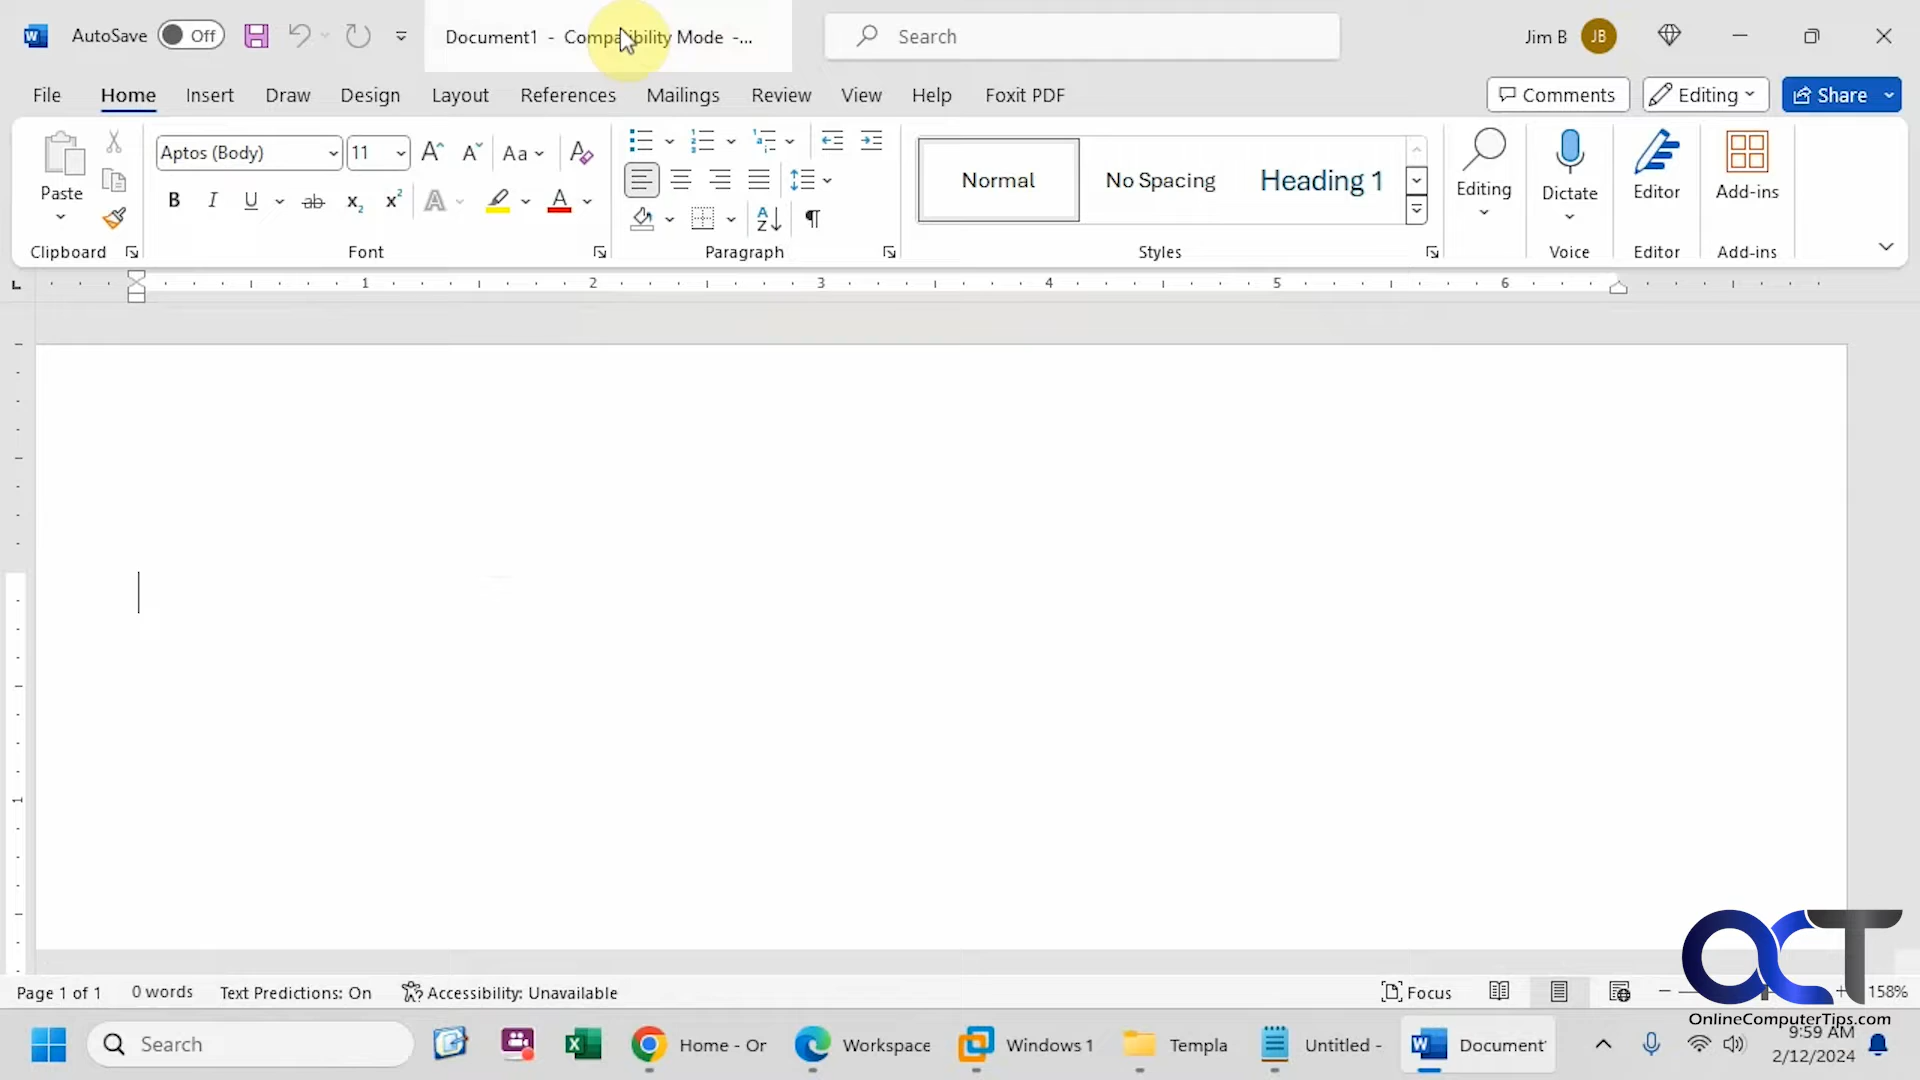 AutoSave Off Document1 - Compatibility Mode -... Search Jim B JB
File Home Insert Draw Design Layout References Mailings Review View Help Foxit PDF Comments Editing Share
Aptos (Body) 11 Aa
Paste
B I U ab x2 x2 A A
Normal No Spacing Heading 1
Editing Dictate Editor Add-ins
Clipboard Font Paragraph Styles Voice Editor Add-ins
1 2 3 4 5 6
1
OCT
OnlineComputerTips.com
Page 1 of 1 0 words Text Predictions: On Accessibility: Unavailable Focus 158%
Search Home - Or Workspace Windows 1 Templa Untitled - Document 9:59 AM
2/12/2024